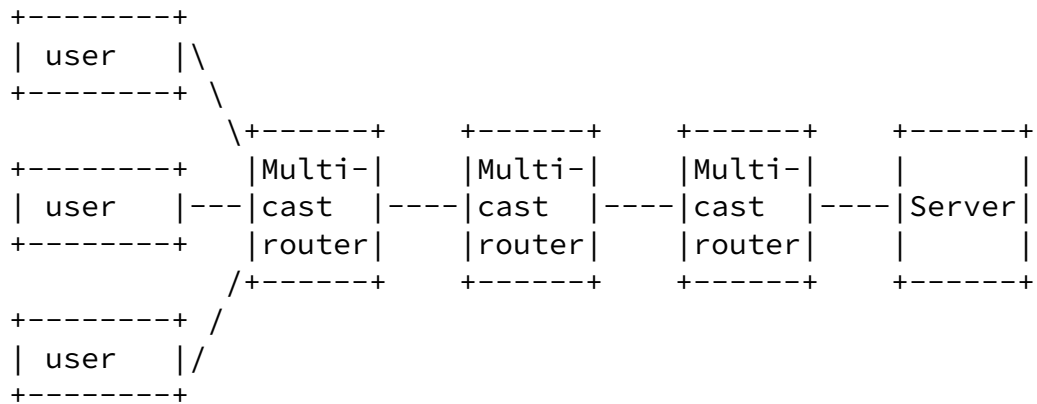 +--------+
| user   |\
+--------+ \
            \+------+    +------+    +------+    +------+
+--------+   |Multi-|    |Multi-|    |Multi-|    |      |
| user   |---|cast  |----|cast  |----|cast  |----|Server|
+--------+   |router|    |router|    |router|    |      |
            /+------+    +------+    +------+    +------+
+--------+ /
| user   |/
+--------+